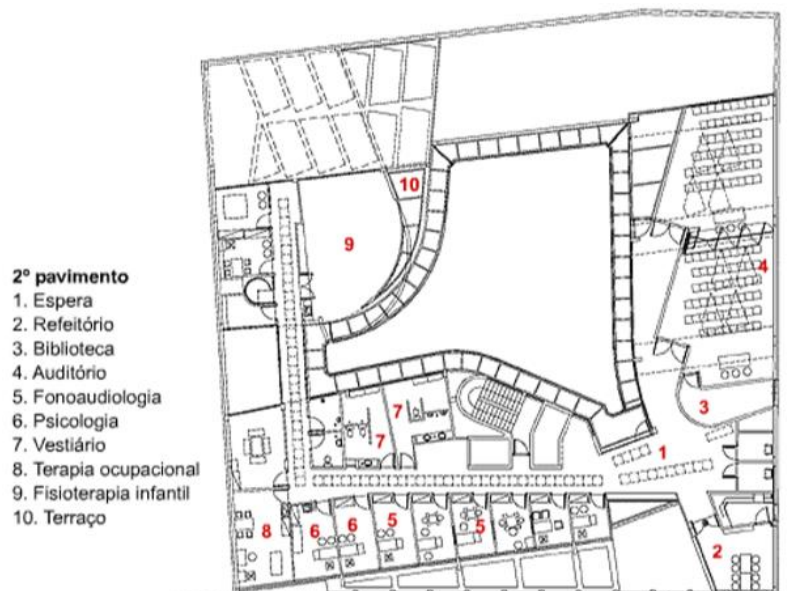 2º pavimento
1. Espera
2. Refeitório
3. Biblioteca
4. Auditório
5. Fonoaudiologia
6. Psicologia
7. Vestiário
8. Terapia ocupacional
9. Fisioterapia infantil
10. Terraço
10
9
4
7
3
7
1
8
6
6
5
5
2